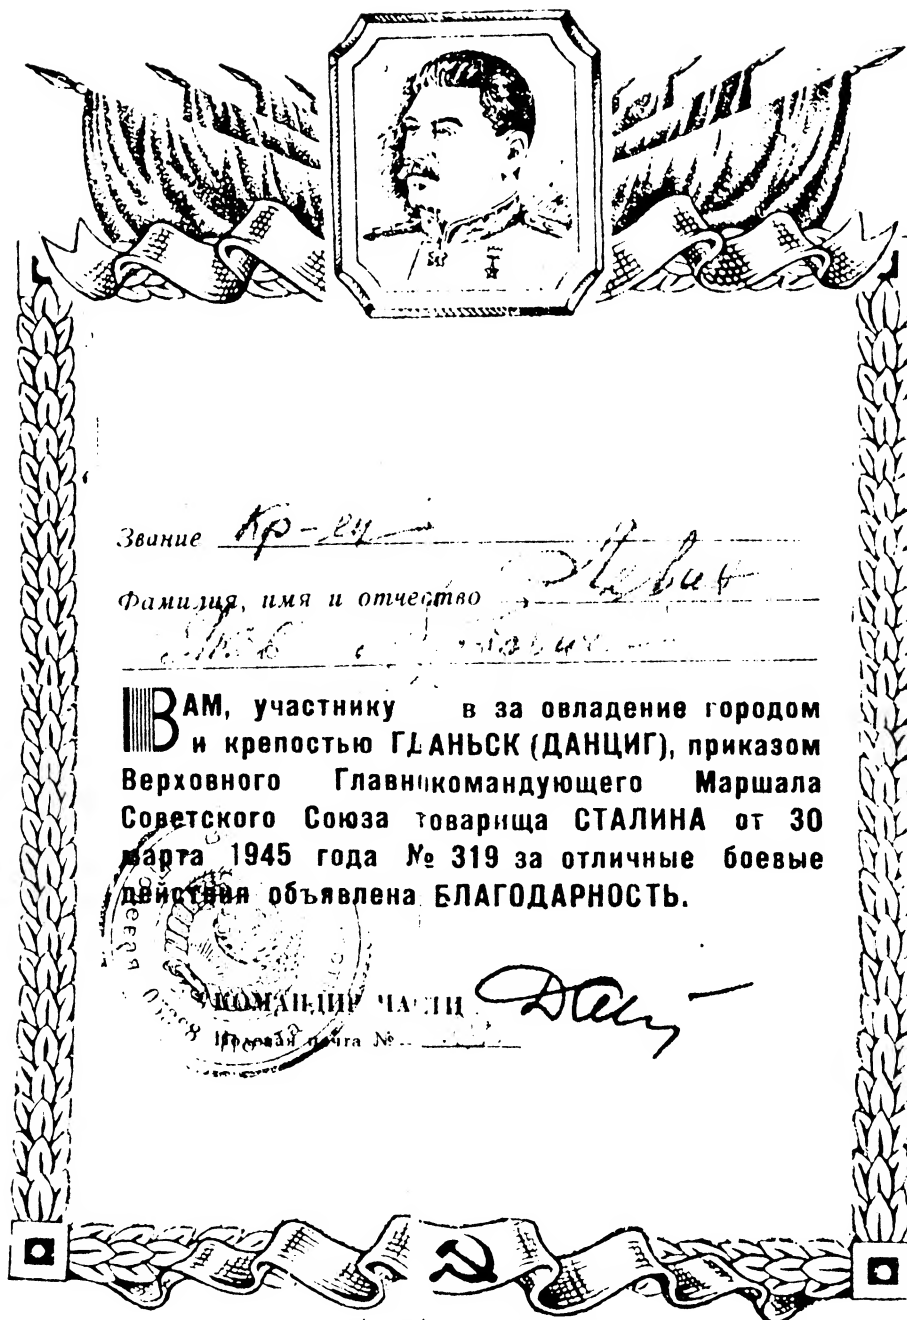 Звание Кр-ец
Фамилия, имя и отчество Левин
ВАМ, участнику в за овладение городом
и крепостью ГДАНЬСК (ДАНЦИГ), приказом
Верховного Главнокомандующего Маршала
Советского Союза товарища СТАЛИНА от 30
марта 1945 года № 319 за отличные боевые
действия объявлена БЛАГОДАРНОСТЬ.
КОМАНДИР ЧАСТИ
Полевая почта №